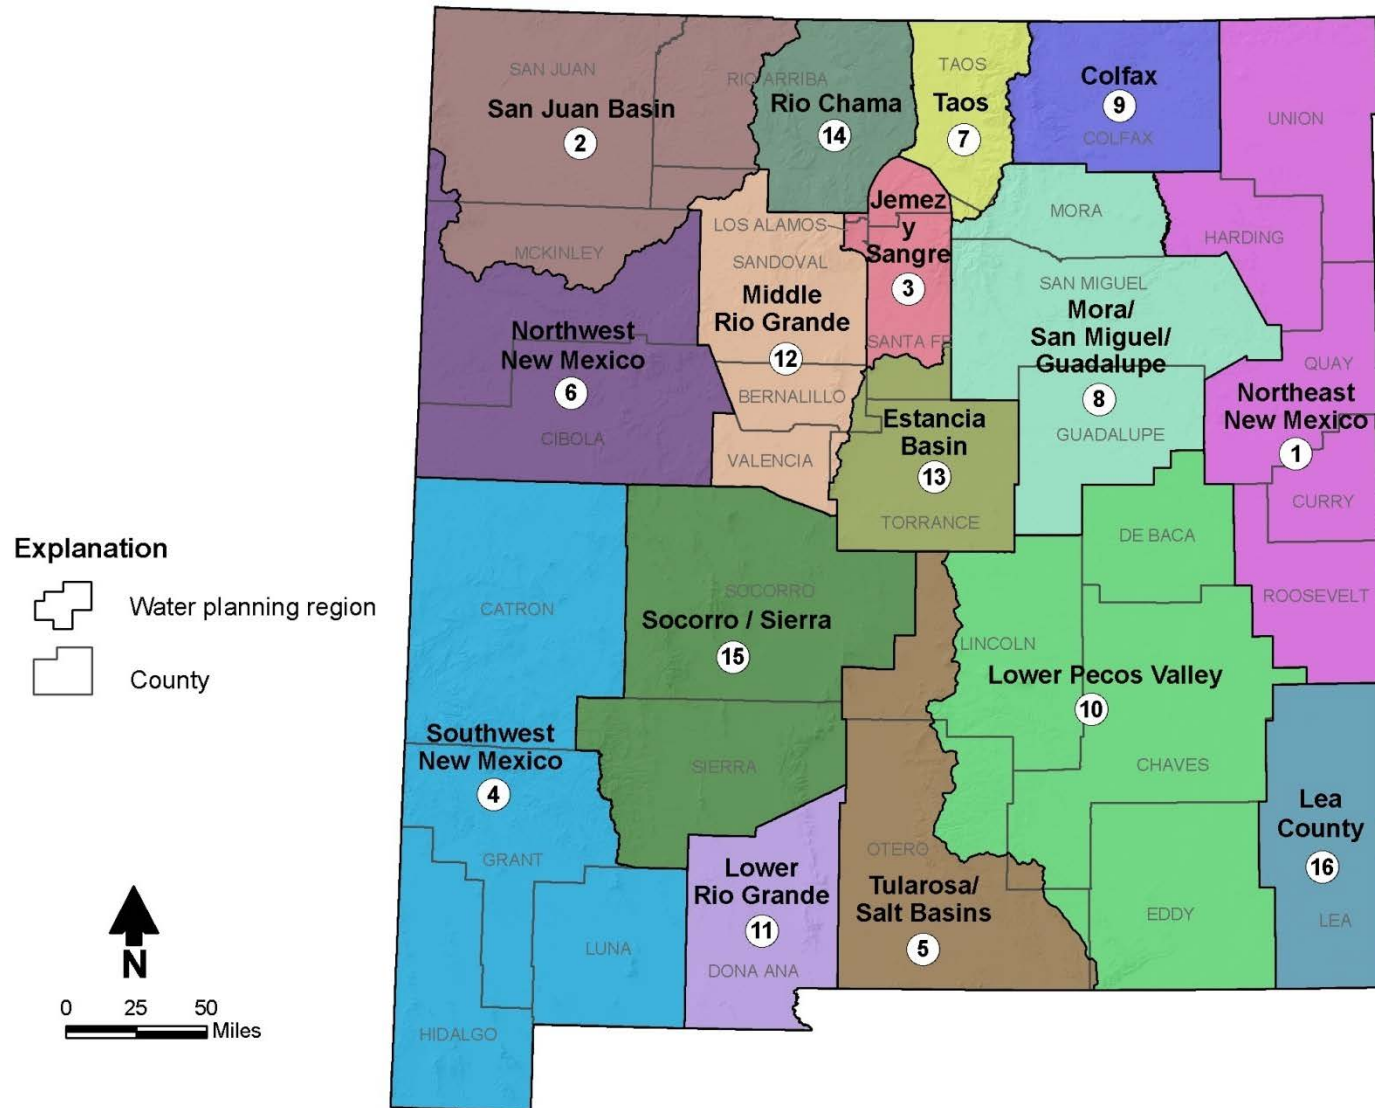 SAN JUAN
RIO ARRIBA
San Juan Basin
2
Rio Chama
14
TAOS
Taos
7
Colfax
9
COLFAX
UNION
Jemez
y
Sangre
3
SANTA FE
LOS ALAMOS
MORA
HARDING
MCKINLEY
SANDOVAL
Middle
Rio Grande
12
BERNALILLO
VALENCIA
SAN MIGUEL
Mora/
San Miguel/
Guadalupe
8
GUADALUPE
QUAY
Northeast
New Mexico
1
CURRY
ROOSEVELT
Northwest
New Mexico
6
CIBOLA
Estancia
Basin
13
TORRANCE
DE BACA
Explanation
Water planning region
County
CATRON
SOCORRO
Socorro / Sierra
15
SIERRA
LINCOLN
Lower Pecos Valley
10
CHAVES
Southwest
New Mexico
4
GRANT
LUNA
HIDALGO
Lower
Rio Grande
11
DONA ANA
OTERO
Tularosa/
Salt Basins
5
EDDY
Lea
County
16
LEA
N
0 25 50
Miles